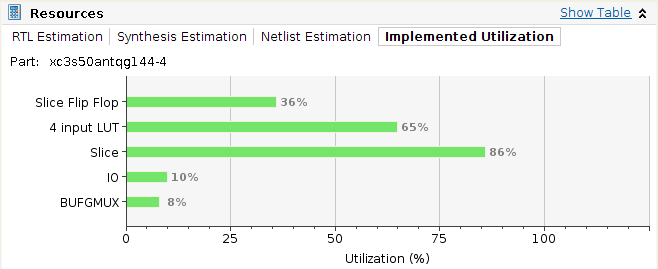 Resources Show Table
RTL Estimation Synthesis Estimation Netlist Estimation Implemented Utilization
Part: xc3s50antqg144-4
Slice Flip Flop 36%
4 input LUT 65%
Slice 86%
IO 10%
BUFGMUX 8%
0 25 50 75 100
Utilization (%)